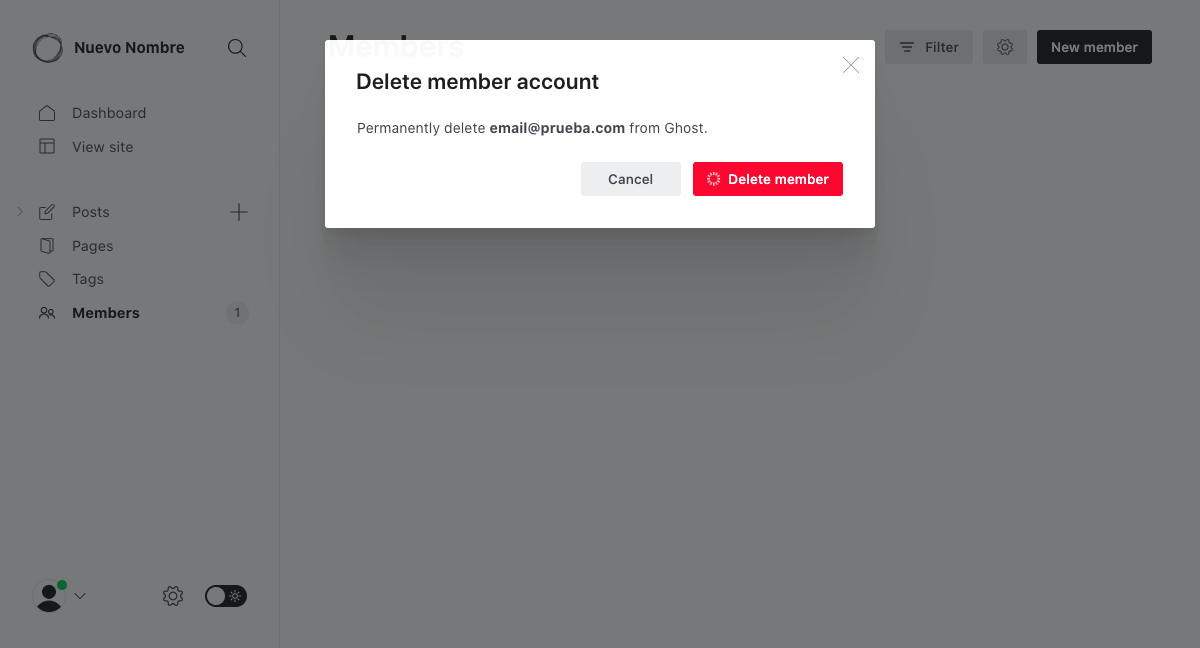 Nuevo Nombre
Dashboard
View site
Posts
Pages
Tags
Members
1
Members
Filter
New member
Delete member account
Permanently delete email@prueba.com from Ghost.
Cancel
Delete member